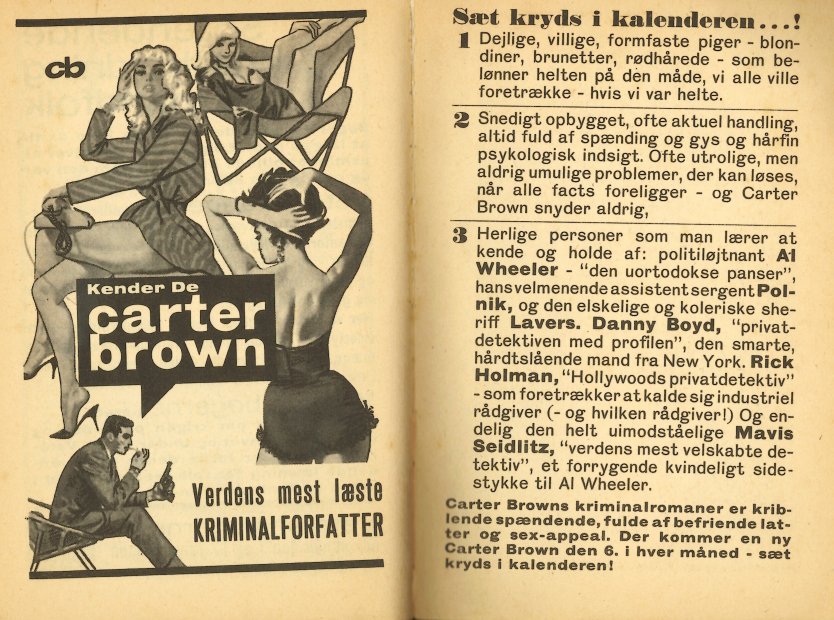 cb
Kender De
carter
brown
Verdens mest læste
KRIMINALFORFATTER
Sæt kryds i kalenderen...!
1 Dejlige, villige, formfaste piger - blon-
diner, brunetter, rødhårede - som be-
lønner helten på den måde, vi alle ville
foretrække - hvis vi var helte.
2 Snedigt opbygget, ofte aktuel handling,
altid fuld af spænding og gys og hårfin
psykologisk indsigt. Ofte utrolige, men
aldrig umulige problemer, der kan løses,
når alle facts foreligger - og Carter
Brown snyder aldrig,
3 Herlige personer som man lærer at
kende og holde af: politiløjtnant Al
Wheeler - "den uortodokse panser",
hans velmenende assistent sergent Pol-
nik, og den elskelige og koleriske she-
riff Lavers. Danny Boyd, "privat-
detektiven med profilen", den smarte,
hårdtslående mand fra New York. Rick
Holman, "Hollywoods privatdetektiv"
- som foretrækker at kalde sig industriel
rådgiver (- og hvilken rådgiver!) Og en-
delig den helt uimodståelige Mavis
Seidlitz, "verdens mest velskabte de-
tektiv", et forrygende kvindeligt side-
stykke til Al Wheeler.
Carter Browns kriminalromaner er krib-
lende spændende, fulde af befriende lat-
ter og sex-appeal. Der kommer en ny
Carter Brown den 6. i hver måned - sæt
kryds i kalenderen!